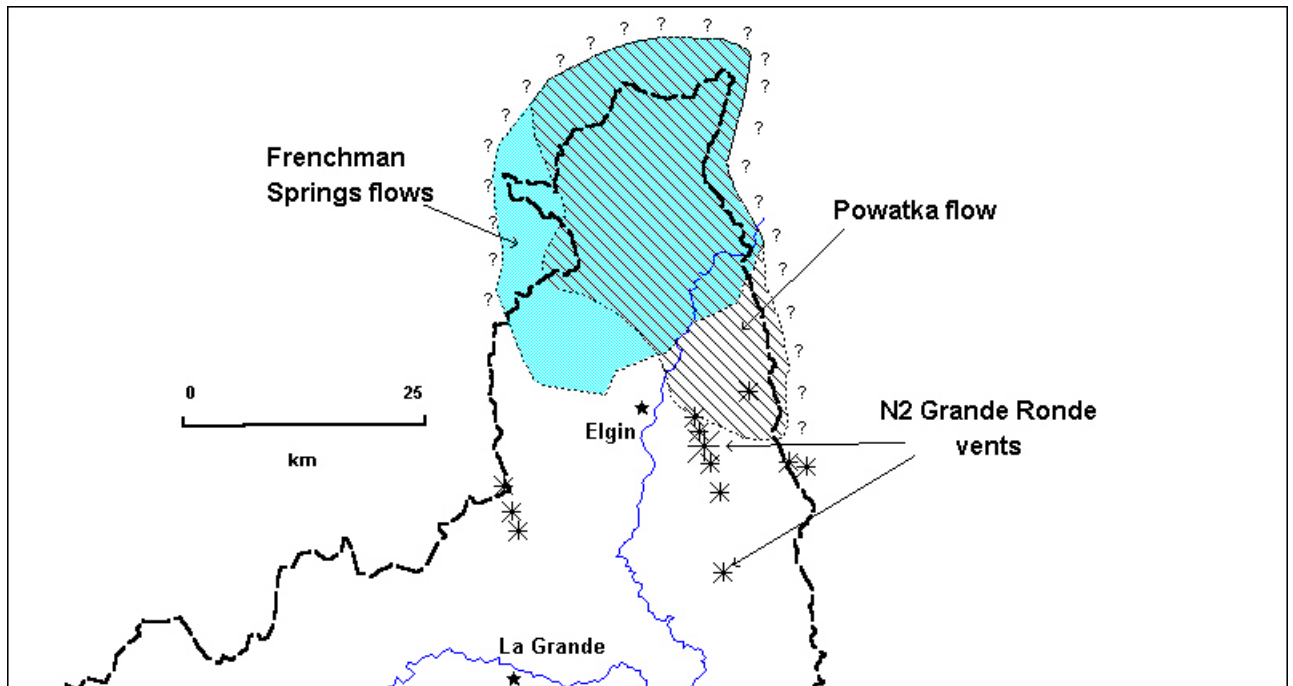 ? ? ? ? ? ? ? ? ? ? ? ? ? ? ? ? ? ? ? ? ? ? ? ? ?
Frenchman
Springs flows
Powatka flow
0 25
km
Elgin
N2 Grande Ronde
vents
La Grande